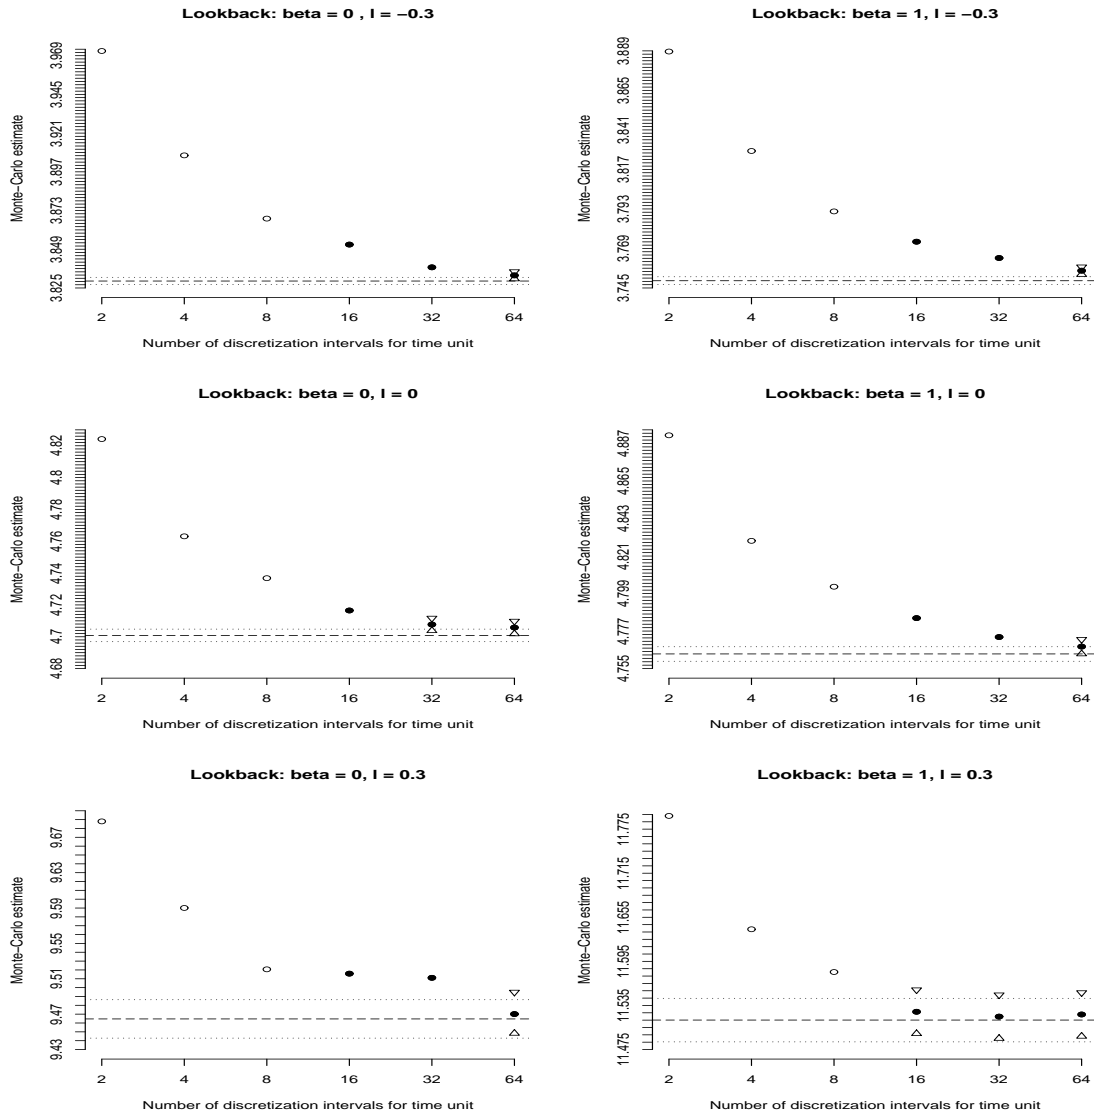 Lookback: beta = 0 , l = −0.3
Monte−Carlo estimate
3.825 3.849 3.873 3.897 3.921 3.945 3.969
2 4 8 16 32 64
Number of discretization intervals for time unit
Lookback: beta = 1, l = −0.3
Monte−Carlo estimate
3.745 3.769 3.793 3.817 3.841 3.865 3.889
2 4 8 16 32 64
Number of discretization intervals for time unit
Lookback: beta = 0, l = 0
Monte−Carlo estimate
4.68 4.7 4.72 4.74 4.76 4.78 4.8 4.82
2 4 8 16 32 64
Number of discretization intervals for time unit
Lookback: beta = 1, l = 0
Monte−Carlo estimate
4.755 4.777 4.799 4.821 4.843 4.865 4.887
2 4 8 16 32 64
Number of discretization intervals for time unit
Lookback: beta = 0, l = 0.3
Monte−Carlo estimate
9.43 9.47 9.51 9.55 9.59 9.63 9.67
2 4 8 16 32 64
Number of discretization intervals for time unit
Lookback: beta = 1, l = 0.3
Monte−Carlo estimate
11.475 11.535 11.595 11.655 11.715 11.775
2 4 8 16 32 64
Number of discretization intervals for time unit